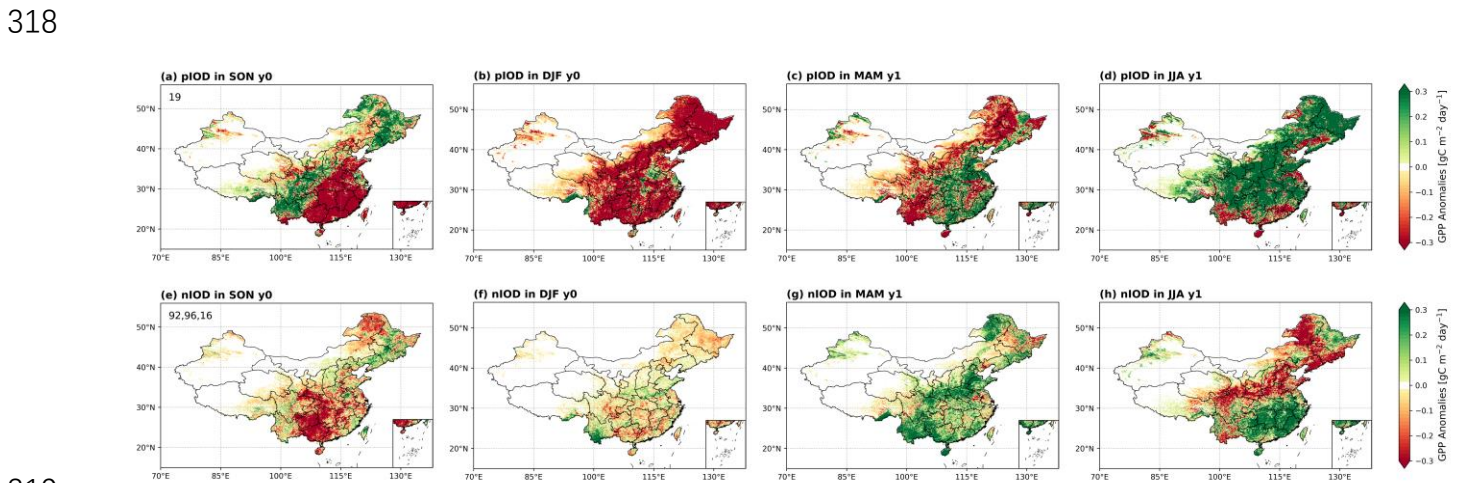 318
(a) pIOD in SON y0
(b) pIOD in DJF y0
(c) pIOD in MAM y1
(d) pIOD in JJA y1
19
50°N
40°N
30°N
20°N
70°E 85°E 100°E 115°E 130°E
50°N
40°N
30°N
20°N
70°E 85°E 100°E 115°E 130°E
50°N
40°N
30°N
20°N
70°E 85°E 100°E 115°E 130°E
50°N
40°N
30°N
20°N
70°E 85°E 100°E 115°E 130°E
0.3
0.2
0.1
0.0
−0.1
−0.2
−0.3
GPP Anomalies [gC m−2 day−1]
(e) nIOD in SON y0
(f) nIOD in DJF y0
(g) nIOD in MAM y1
(h) nIOD in JJA y1
92,96,16
50°N
40°N
30°N
20°N
70°E 85°E 100°E 115°E 130°E
50°N
40°N
30°N
20°N
70°E 85°E 100°E 115°E 130°E
50°N
40°N
30°N
20°N
70°E 85°E 100°E 115°E 130°E
50°N
40°N
30°N
20°N
70°E 85°E 100°E 115°E 130°E
0.3
0.2
0.1
0.0
−0.1
−0.2
−0.3
GPP Anomalies [gC m−2 day−1]